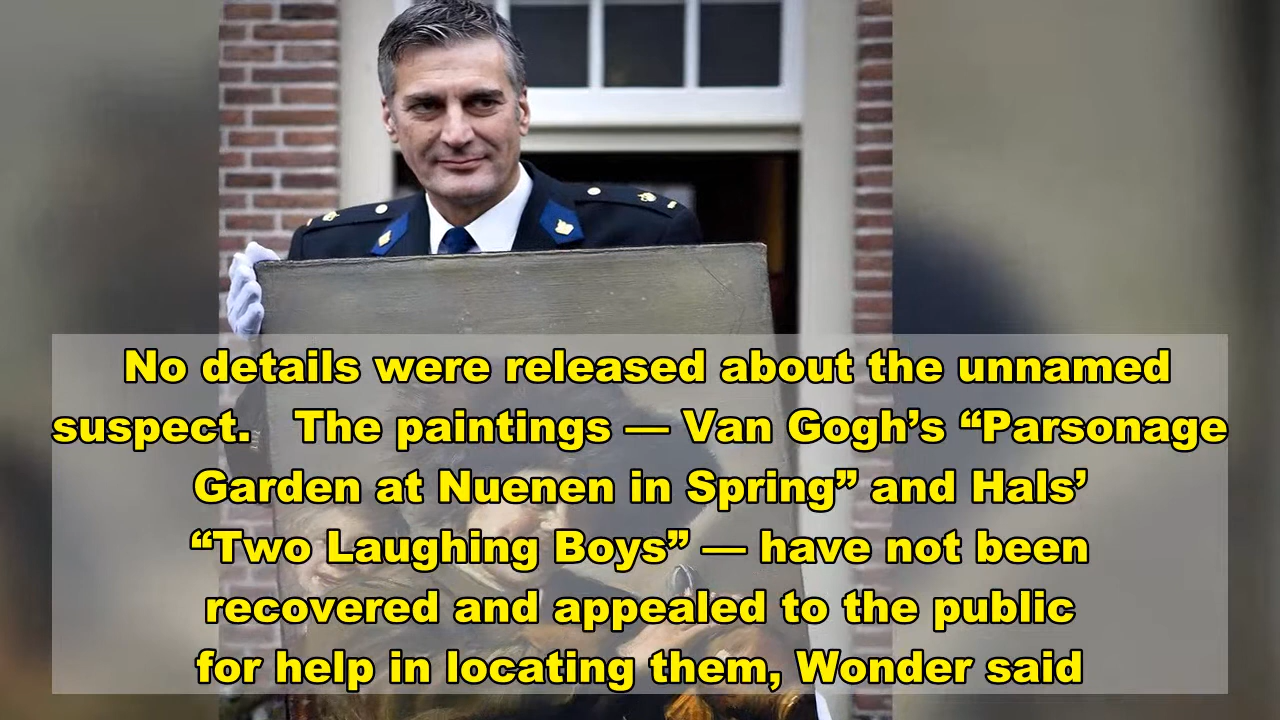 No details were released about the unnamed
suspect.   The paintings — Van Gogh’s “Parsonage
Garden at Nuenen in Spring” and Hals’
“Two Laughing Boys” — have not been
recovered and appealed to the public
for help in locating them, Wonder said